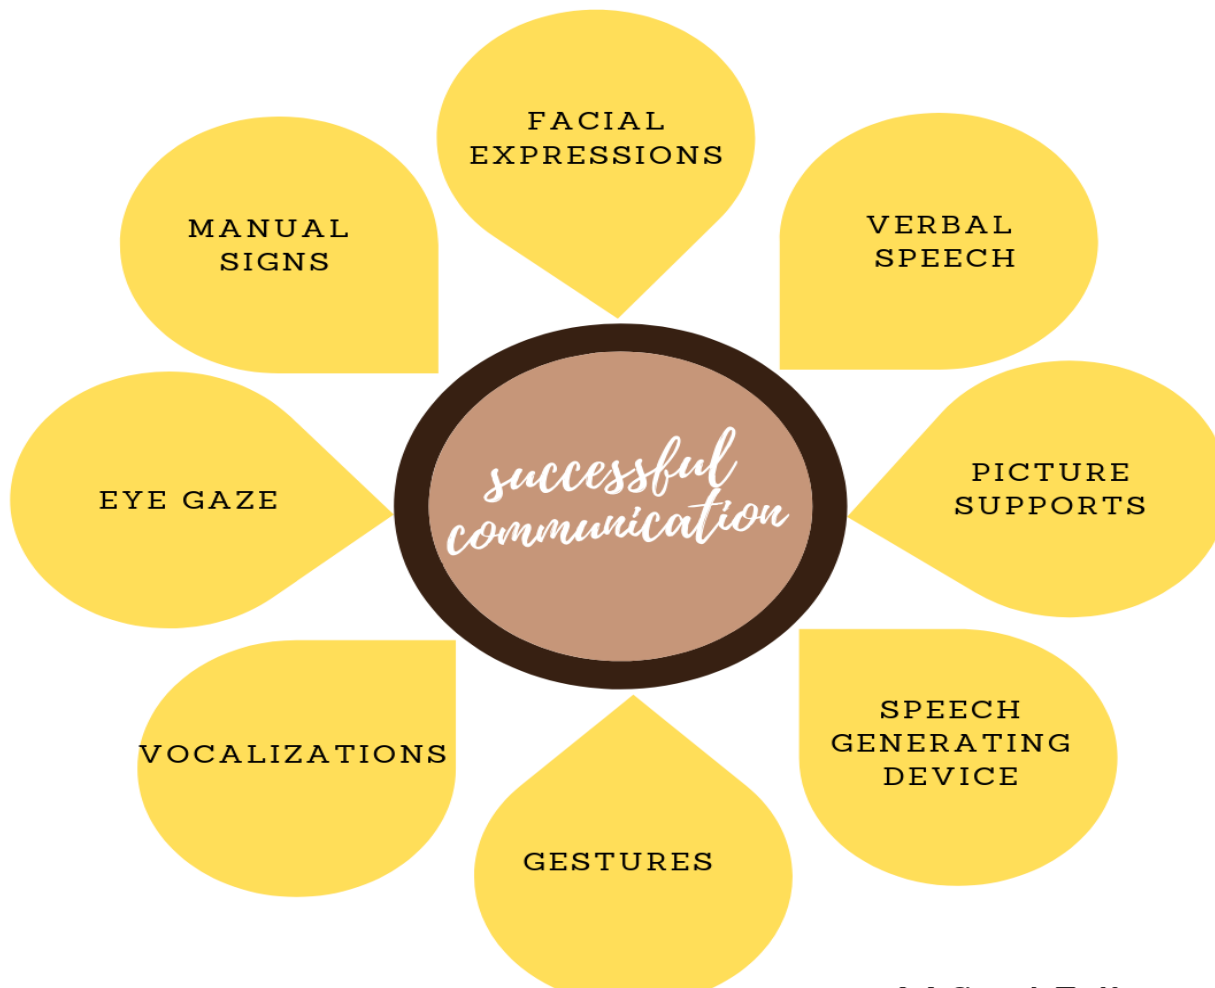 FACIAL
EXPRESSIONS
VERBAL
SPEECH
PICTURE
SUPPORTS
SPEECH
GENERATING
DEVICE
GESTURES
VOCALIZATIONS
EYE GAZE
MANUAL
SIGNS
successful
communication